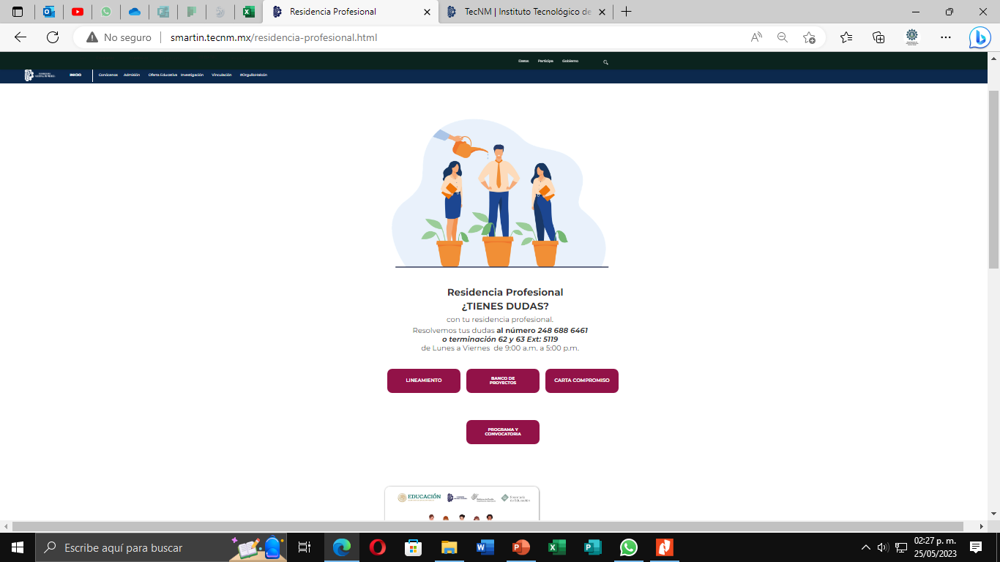 Residencia Profesional
TecNM | Instituto Tecnológico de
No seguro
smartin.tecnm.mx/residencia-profesional.html
Datos Participa Gobierno
INICIO Conócenos Admisión Oferta Educativa Investigación Vinculación #OrgulloHalcón
Residencia Profesional
¿TIENES DUDAS?
con tu residencia profesional.
Resolvemos tus dudas al número 248 688 6461
o terminación 62 y 63 Ext: 5119
de Lunes a Viernes de 9:00 a.m. a 5:00 p.m.
LINEAMIENTO
BANCO DE
PROYECTOS
CARTA COMPROMISO
PROGRAMA Y
CONVOCATORIA
EDUCACIÓN
Secretaría
de Educación
Escribe aquí para buscar
02:27 p. m.
25/05/2023